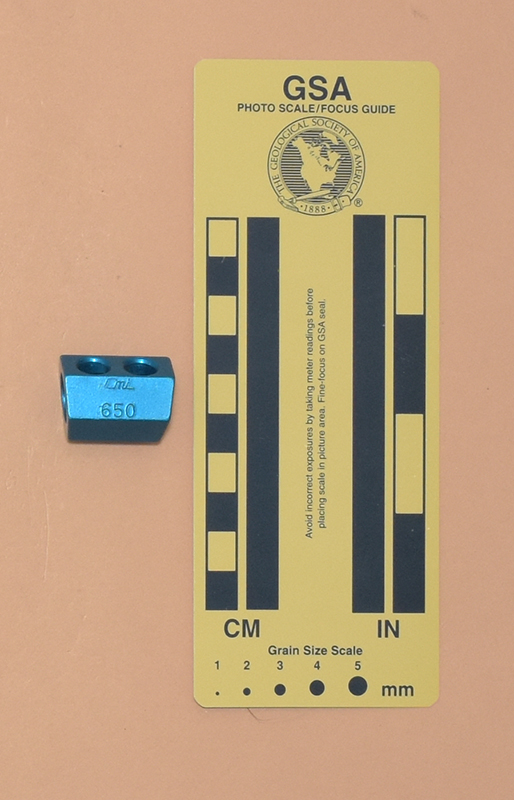 GSA
PHOTO SCALE/FOCUS GUIDE
THE GEOLOGICAL SOCIETY OF AMERICA
·1888·
®
650
Avoid incorrect exposures by taking meter readings before
placing scale in picture area. Fine-focus on GSA seal.
CM
IN
Grain Size Scale
1 2 3 4 5
mm